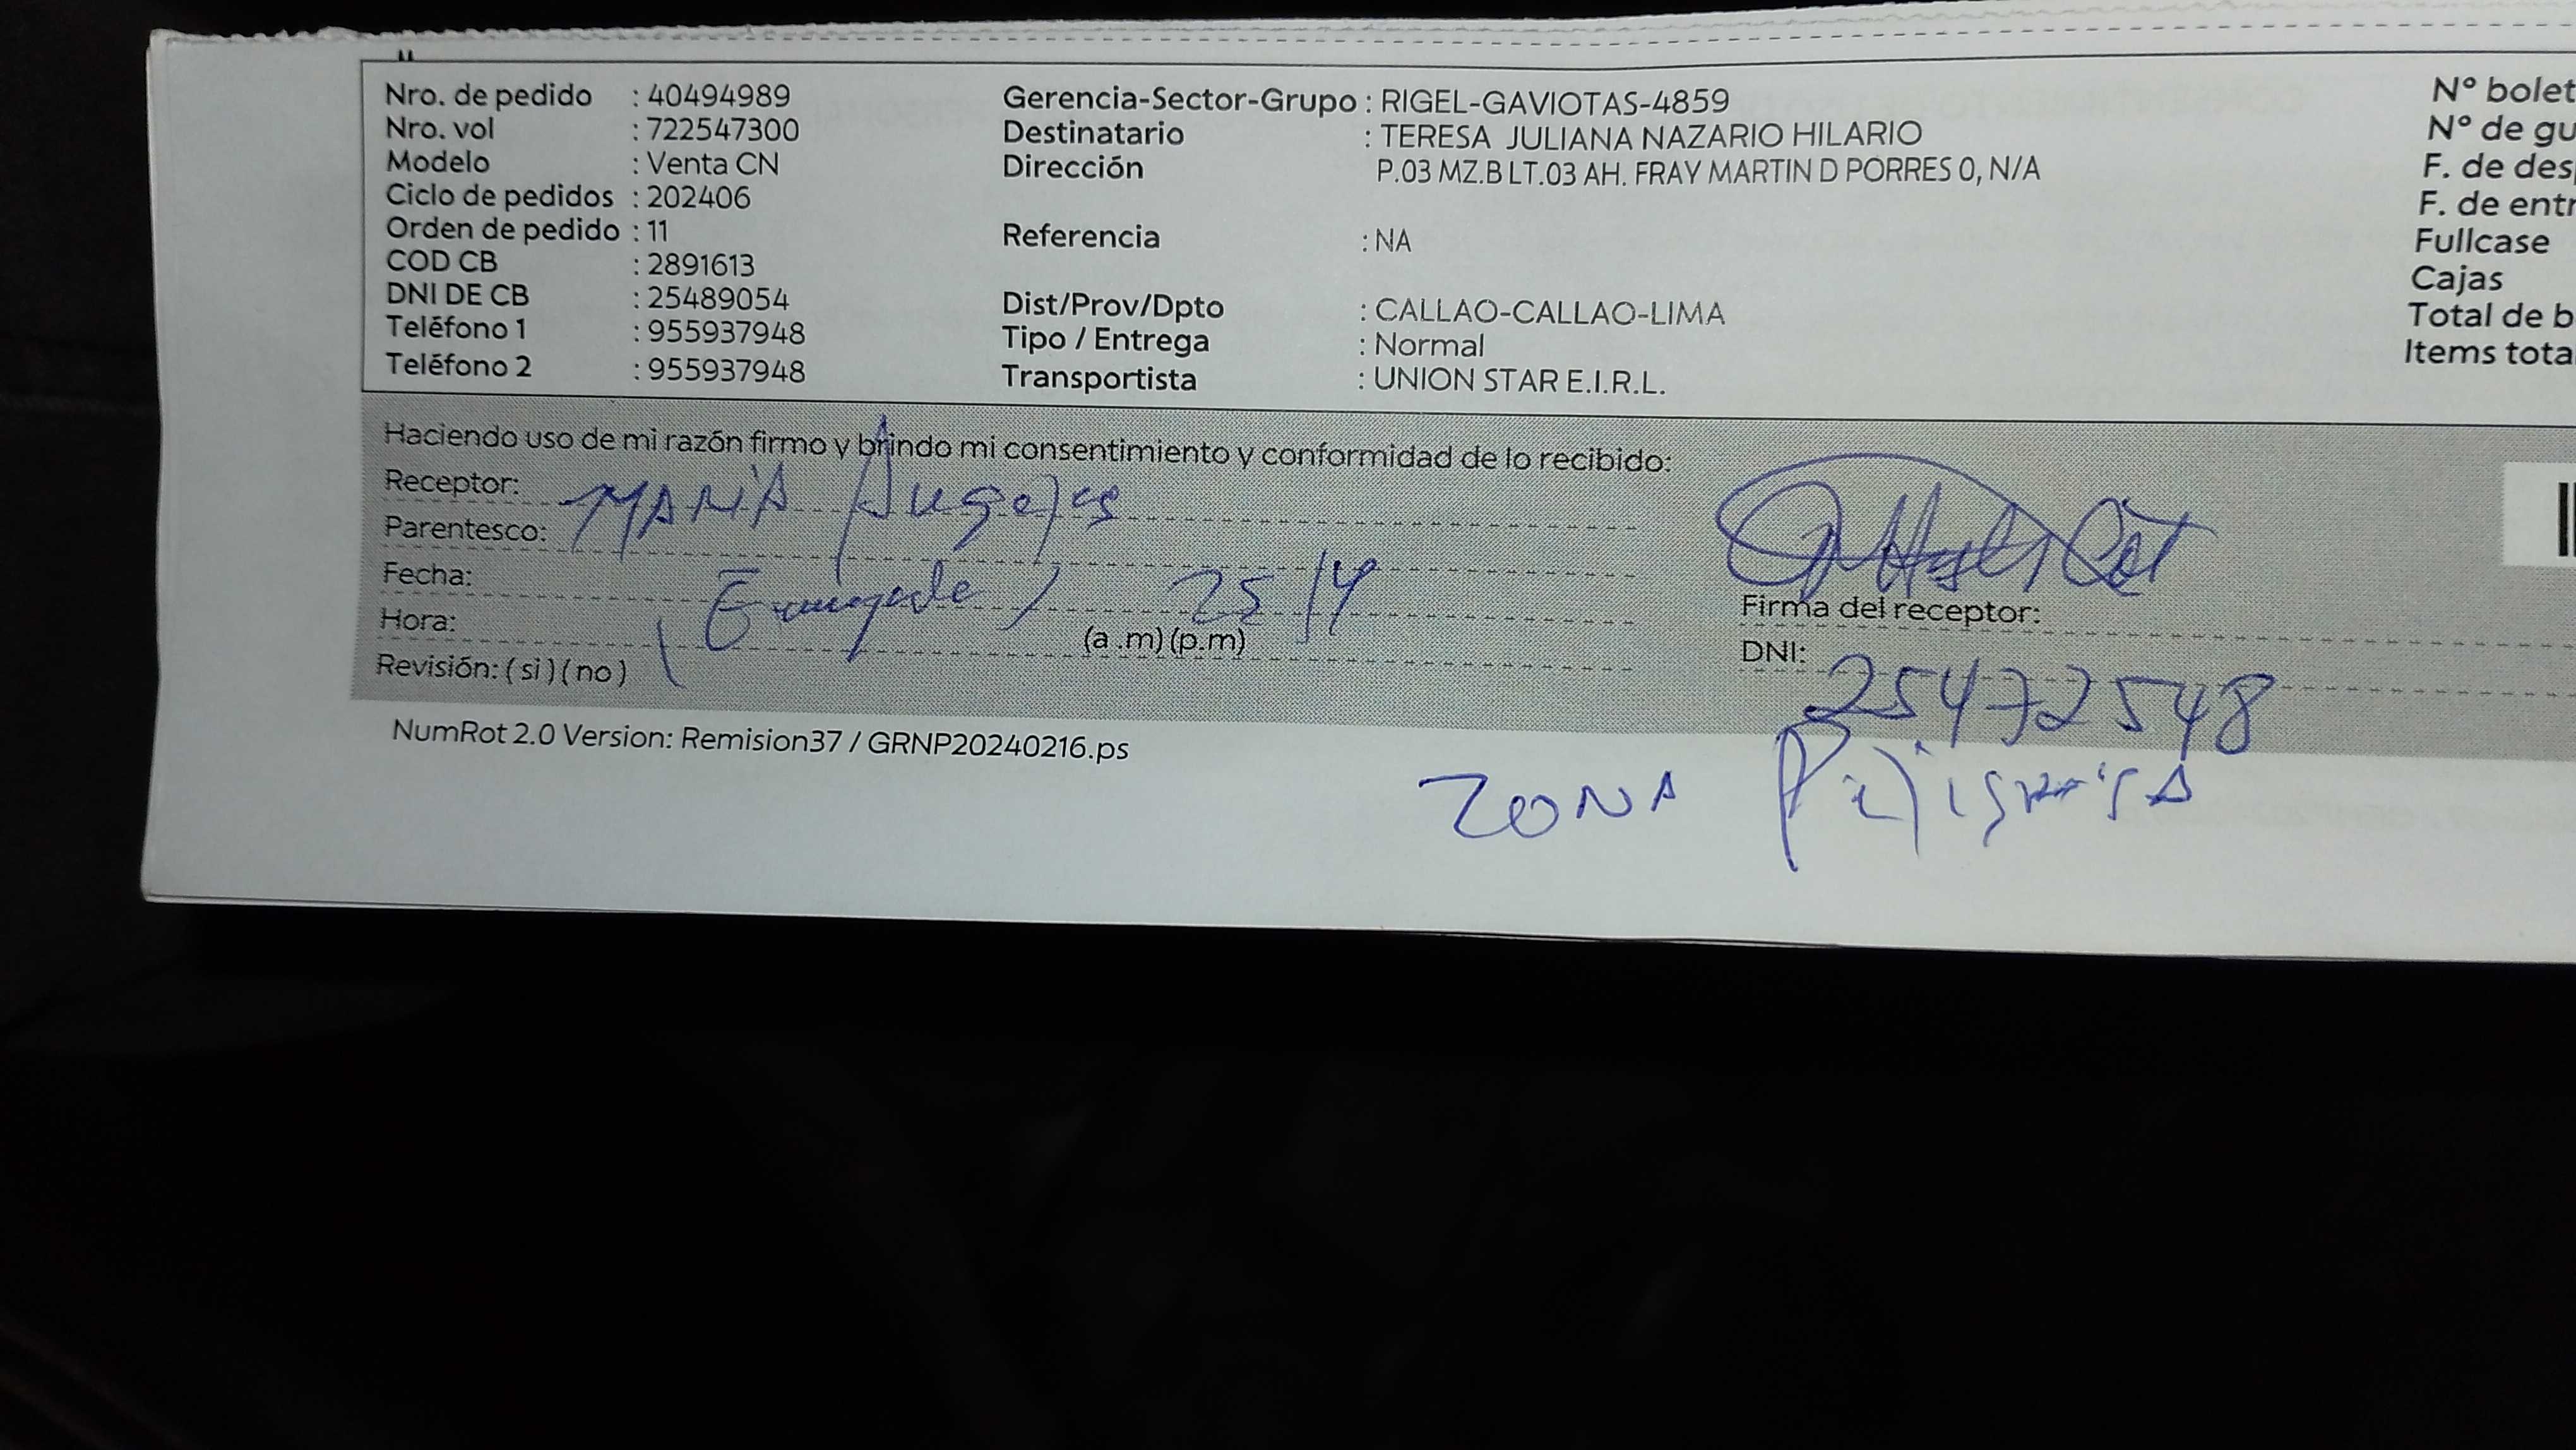 Nro. de pedido : 40494989
Nro. vol : 722547300
Modelo : Venta CN
Ciclo de pedidos : 202406
Orden de pedido : 11
COD CB : 2891613
DNI DE CB : 25489054
Teléfono 1 : 955937948
Teléfono 2 : 955937948
Gerencia-Sector-Grupo : RIGEL-GAVIOTAS-4859
Destinatario : TERESA JULIANA NAZARIO HILARIO
Dirección P.03 MZ.B LT.03 AH. FRAY MARTIN D PORRES 0, N/A
Referencia : NA
Dist/Prov/Dpto : CALLAO-CALLAO-LIMA
Tipo / Entrega : Normal
Transportista : UNION STAR E.I.R.L.
Nº bolet
Nº de gu
F. de des
F. de entr
Fullcase
Cajas
Total de b
Items tota
Haciendo uso de mi razón firmo y brindo mi consentimiento y conformidad de lo recibido:
Receptor: MARIA
Parentesco:
Fecha: 25/4
Hora: (a .m) (p.m)
Revisión: ( si ) ( no )
Firma del receptor:
DNI: 25472548
NumRot 2.0 Version: Remision37 / GRNP20240216.ps
ZONA